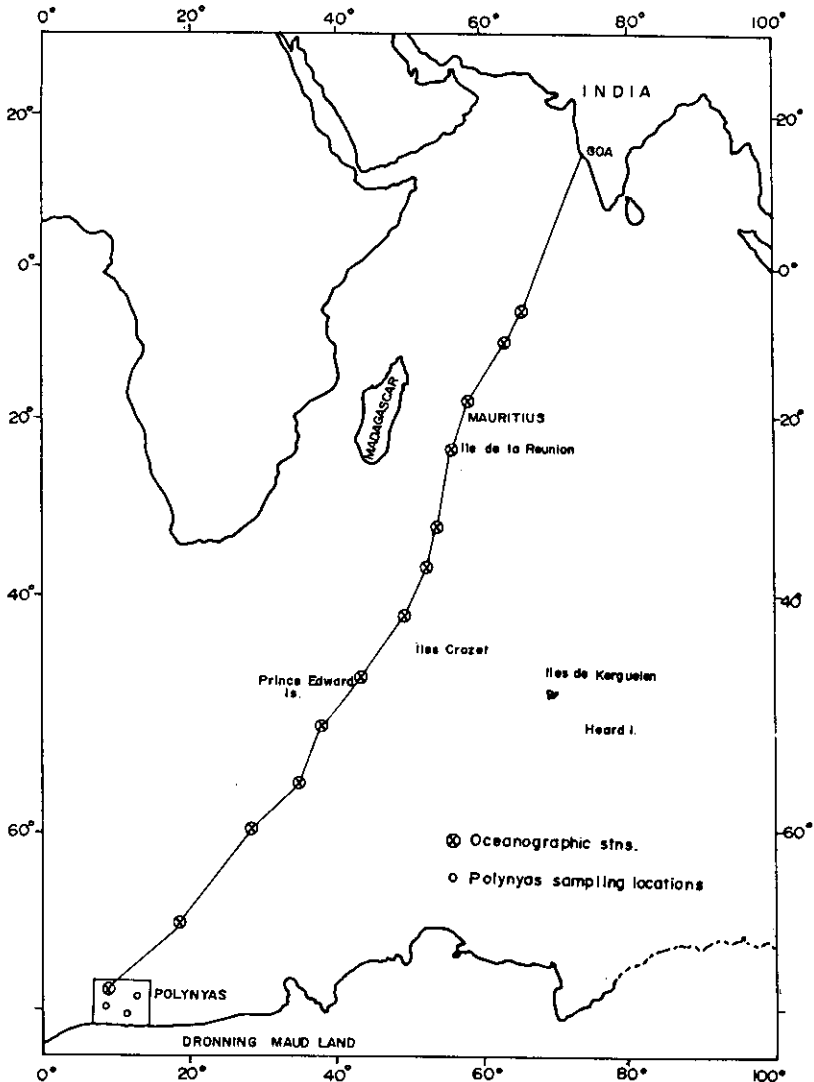 0° 20° 40° 60° 80° 100°
INDIA
20° 20°
GOA
0° 0°
MADAGASCAR
20° 20°
MAURITIUS
Ile de la Reunion
40° 40°
Îles Crozet
Prince Edward
Is.
Iles de Kerguelen
Heard I.
60° 60°
Oceanographic stns.
Polynyas sampling locations
POLYNYAS
DRONNING MAUD LAND
0° 20° 40° 60° 80° 100°